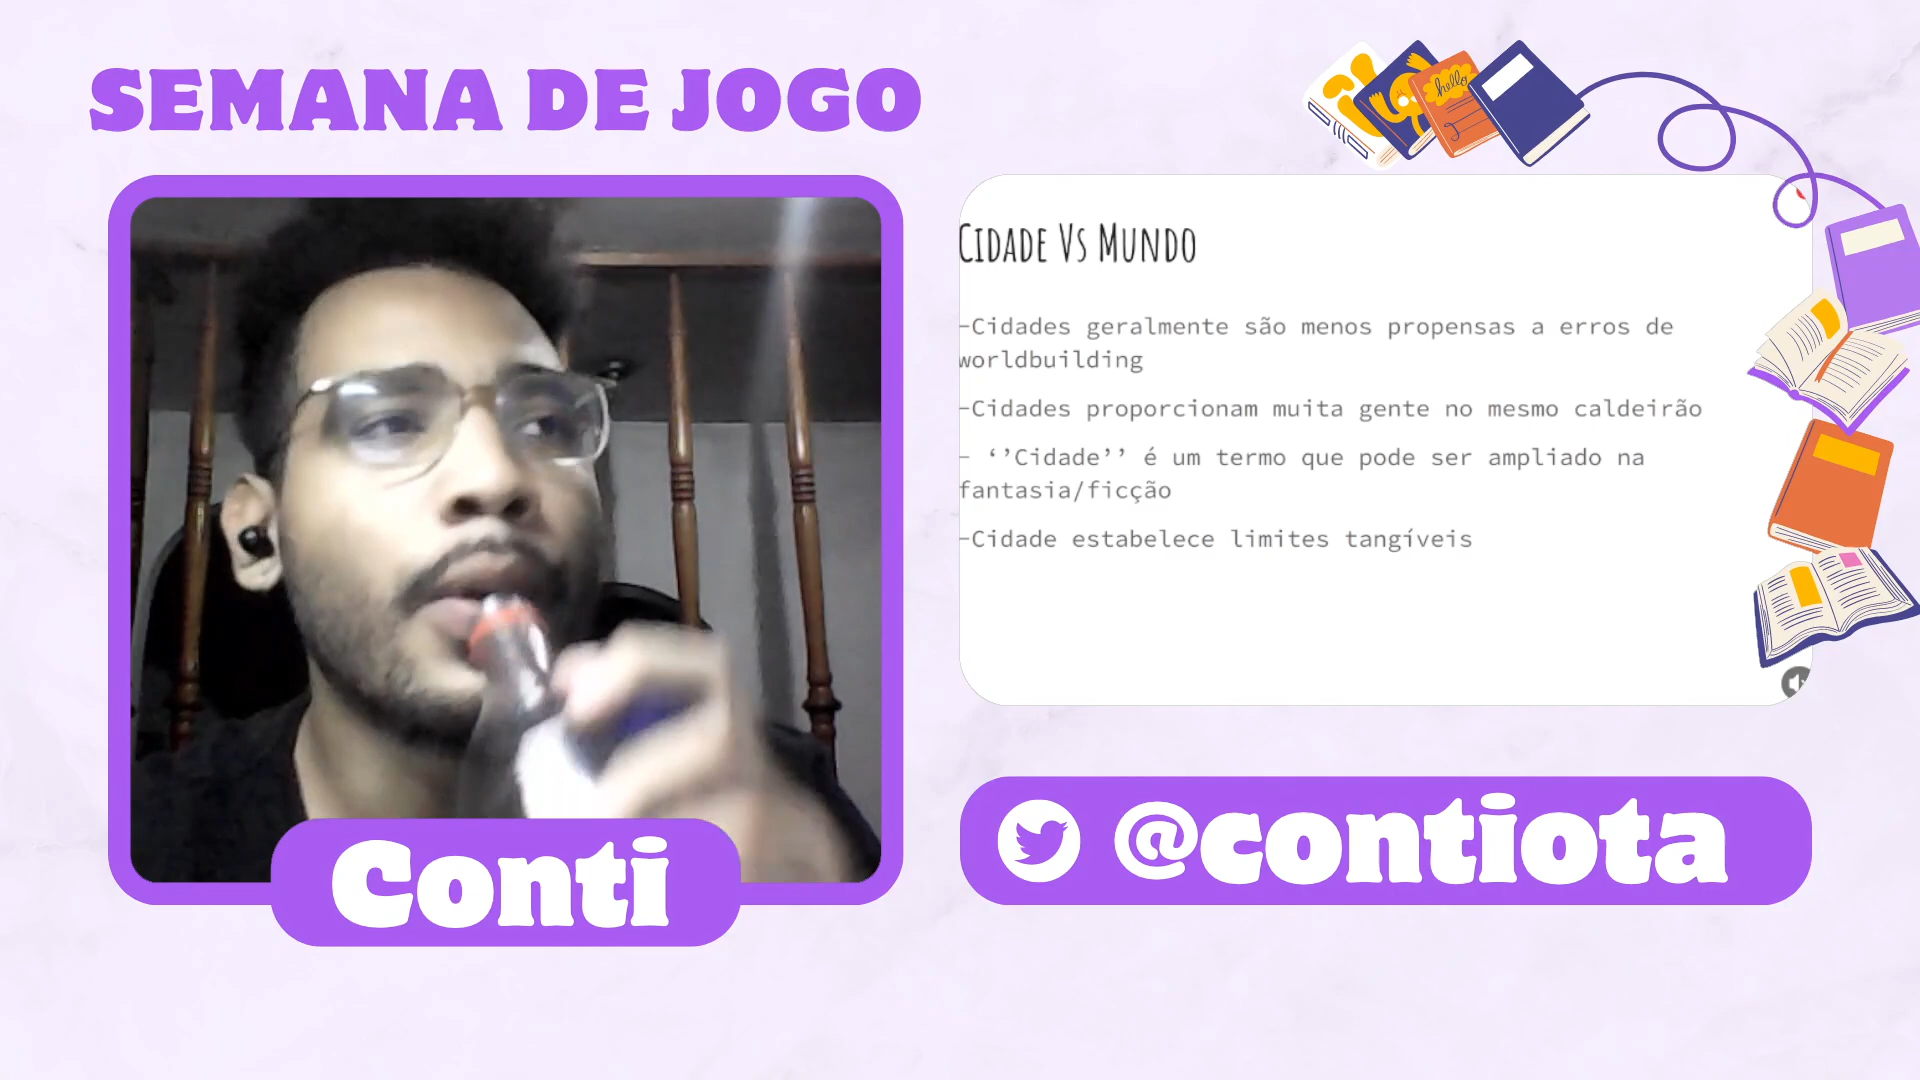 SEMANA DE JOGO
hello
Cidade Vs Mundo
-Cidades geralmente são menos propensas a erros de
worldbuilding
-Cidades proporcionam muita gente no mesmo caldeirão
- ‘’Cidade’’ é um termo que pode ser ampliado na
fantasia/ficção
-Cidade estabelece limites tangíveis
Conti
@contiota